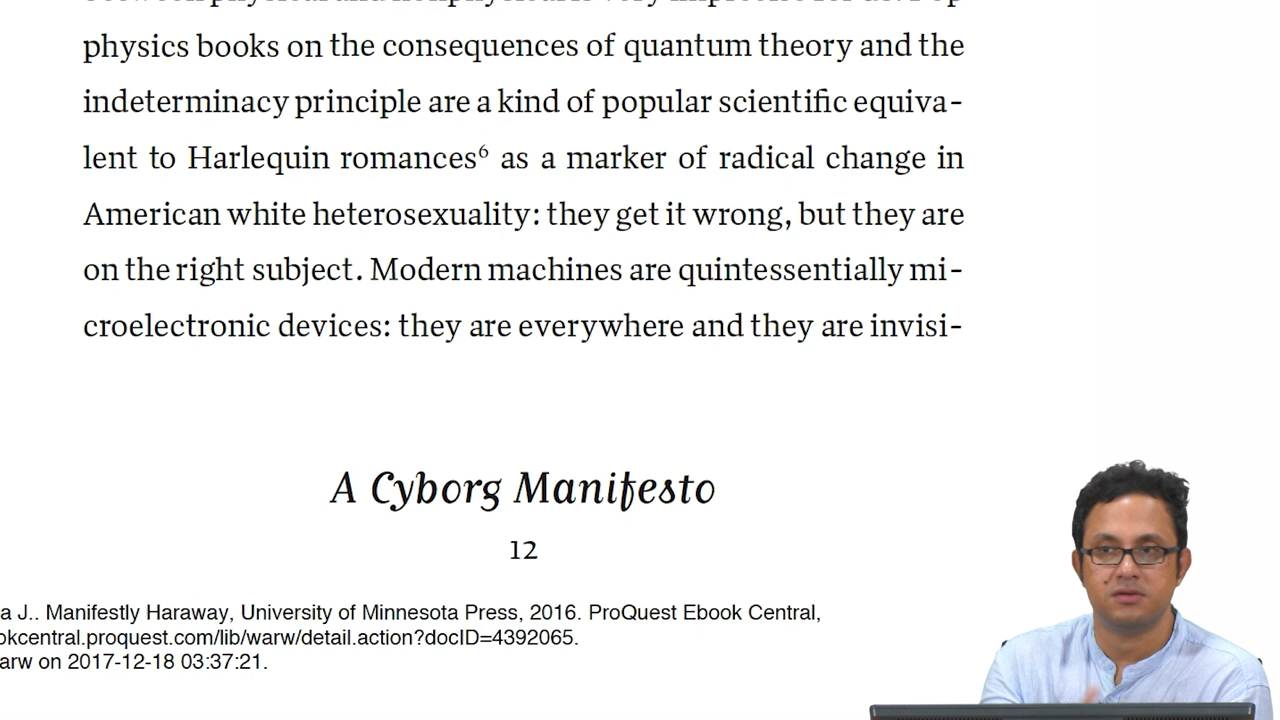 physics books on the consequences of quantum theory and the
indeterminacy principle are a kind of popular scientific equiva-
lent to Harlequin romances⁶ as a marker of radical change in
American white heterosexuality: they get it wrong, but they are
on the right subject. Modern machines are quintessentially mi-
croelectronic devices: they are everywhere and they are invisi-
A Cyborg Manifesto
12
a J.. Manifestly Haraway, University of Minnesota Press, 2016. ProQuest Ebook Central,
okcentral.proquest.com/lib/warw/detail.action?docID=4392065.
arw on 2017-12-18 03:37:21.